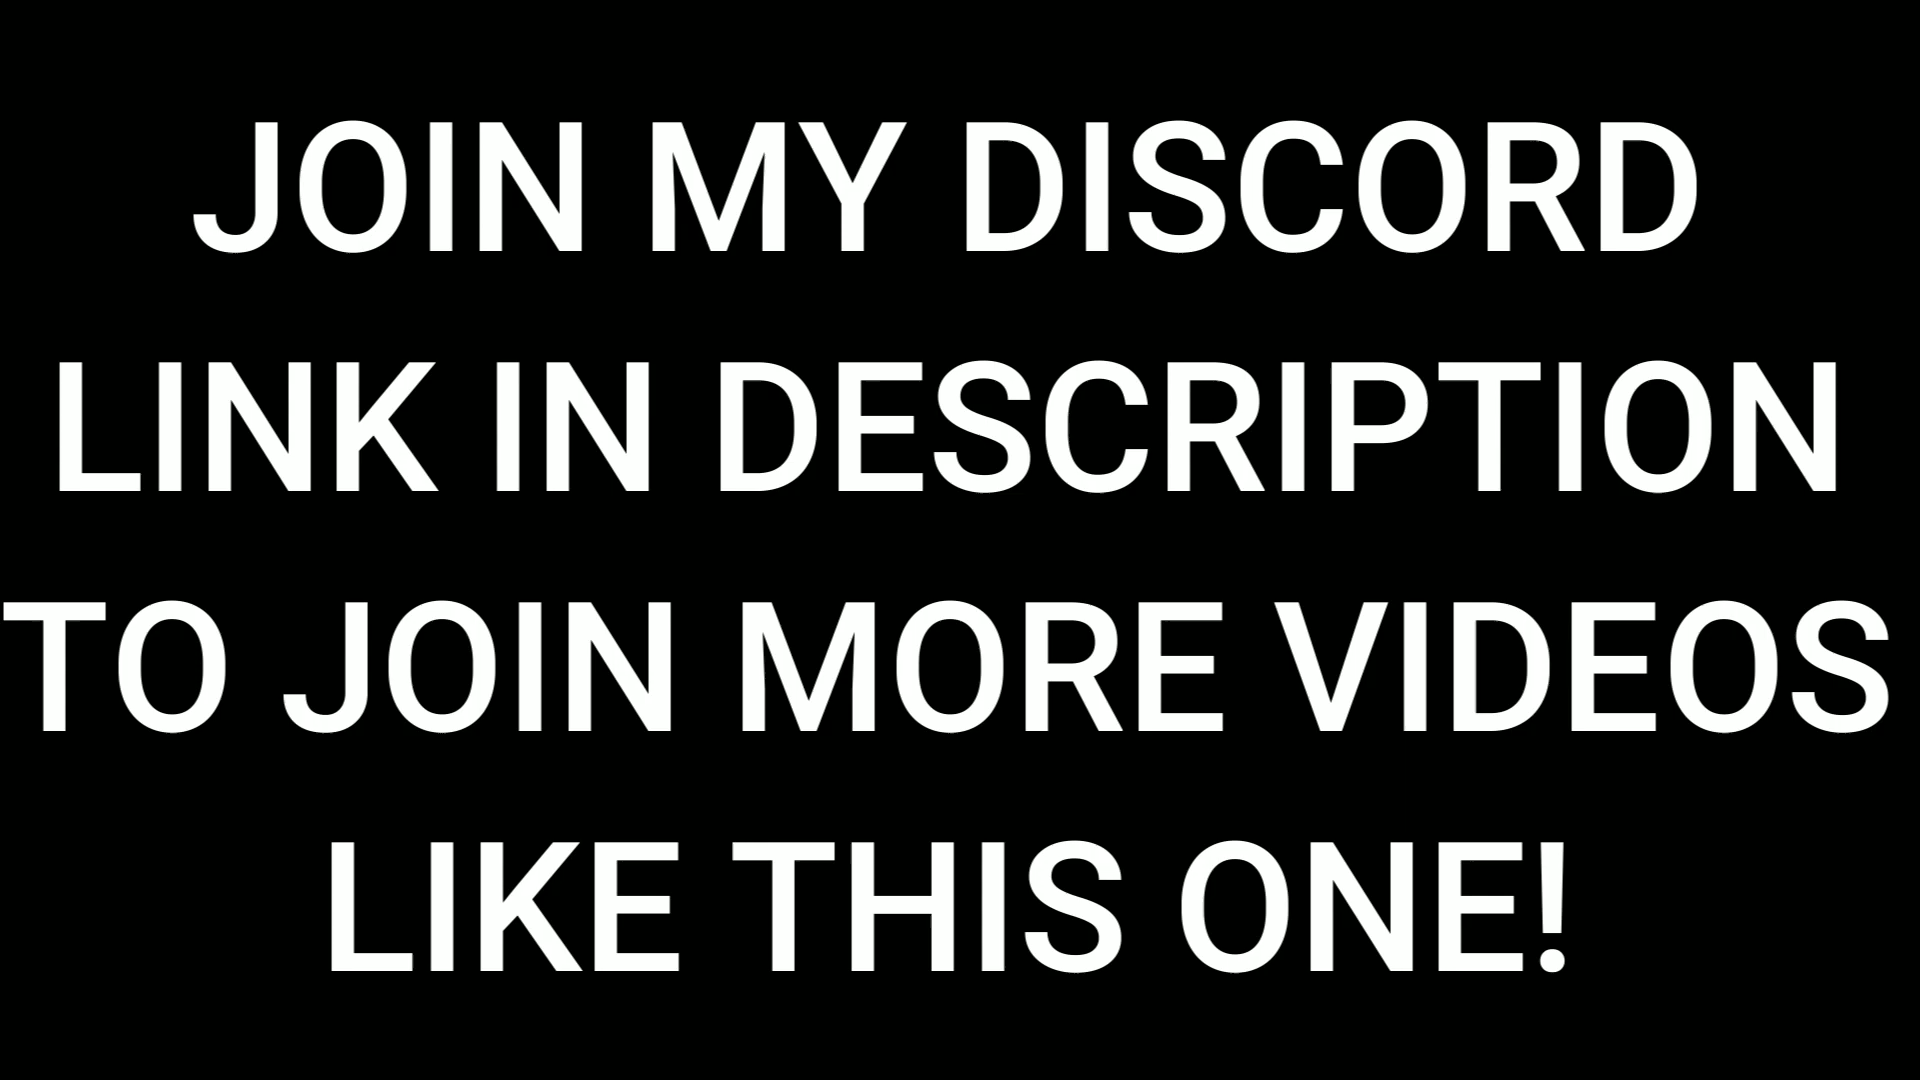 JOIN MY DISCORD
LINK IN DESCRIPTION
TO JOIN MORE VIDEOS
LIKE THIS ONE!